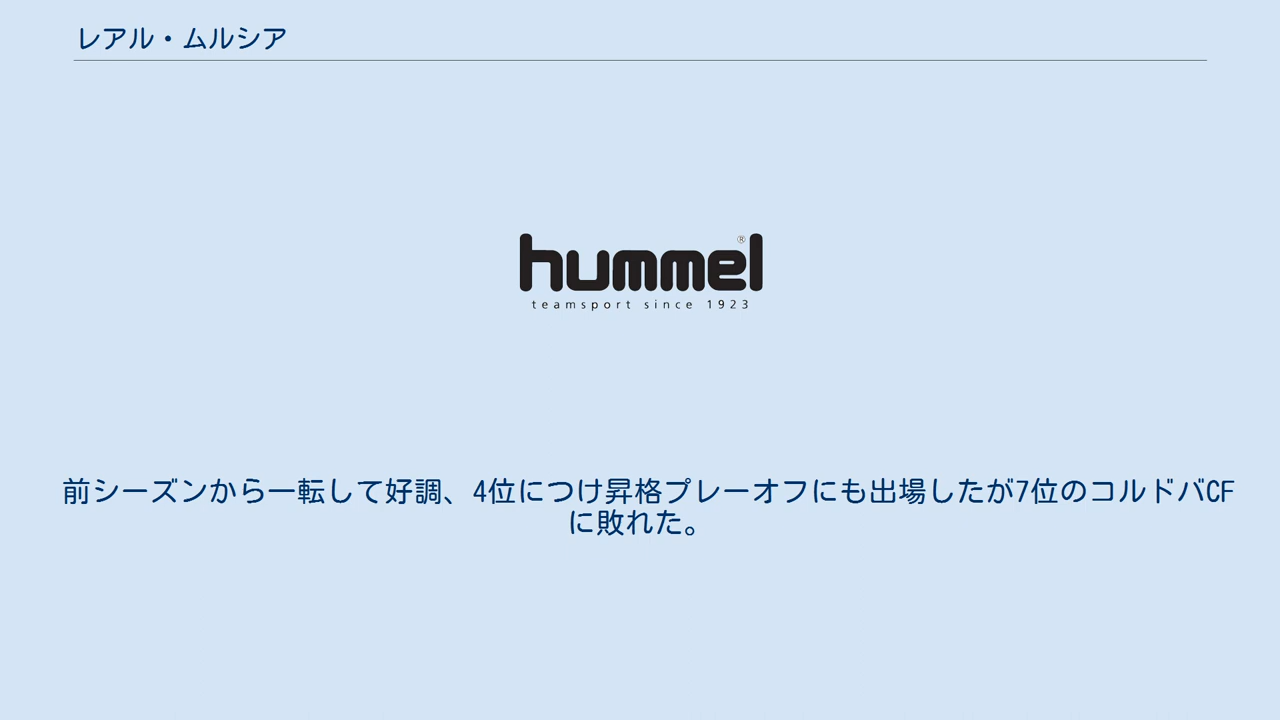 レアル・ムルシア
hummel®
teamsport since 1923
前シーズンから一転して好調、4位につけ昇格プレーオフにも出場したが7位のコルドバCF
に敗れた。